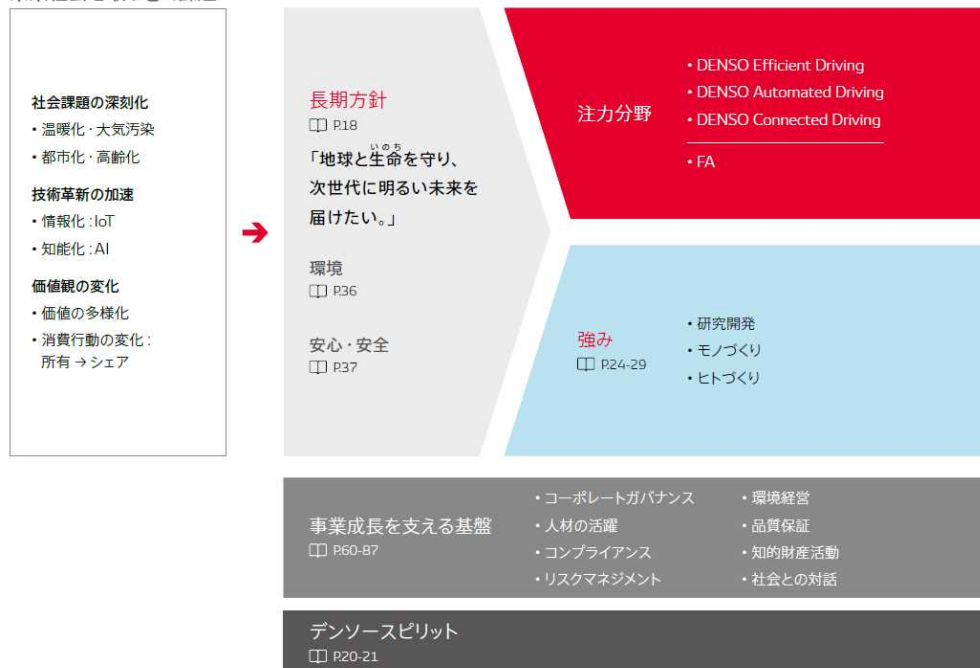 社会課題の深刻化
・温暖化・大気汚染
・都市化・高齢化
技術革新の加速
・情報化：IoT
・知能化：AI
価値観の変化
・価値の多様化
・消費行動の変化：
所有→シェア
長期方針
P.18
いのち
「地球と生命を守り、
次世代に明るい未来を
届けたい。」
環境
P.36
安心・安全
P.37
注力分野
・DENSO Efficient Driving
・DENSO Automated Driving
・DENSO Connected Driving
・FA
強み
P.24-29
・研究開発
・モノづくり
・ヒトづくり
事業成長を支える基盤
P.60-87
・コーポレートガバナンス
・人材の活躍
・コンプライアンス
・リスクマネジメント
・環境経営
・品質保証
・知的財産活動
・社会との対話
デンソースピリット
P.20-21